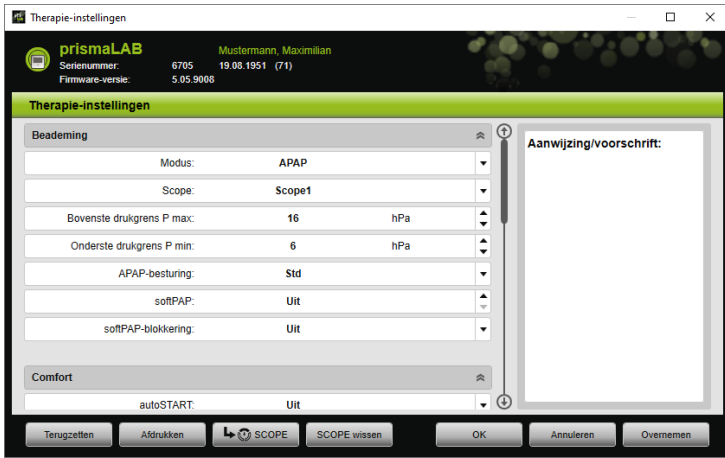 Therapie-instellingen
prismaLAB Mustermann, Maximilian
Serienummer: 6705 19.08.1951 (71)
Firmware-versie: 5.05.9008
Therapie-instellingen
Beademing
Modus: APAP
Scope: Scope1
Bovenste drukgrens P max: 16 hPa
Onderste drukgrens P min: 6 hPa
APAP-besturing: Std
softPAP: Uit
softPAP-blokkering: Uit
Comfort
autoSTART: Uit
Aanwijzing/voorschrift:
Terugzetten Afdrukken SCOPE SCOPE wissen OK Annuleren Overnemen